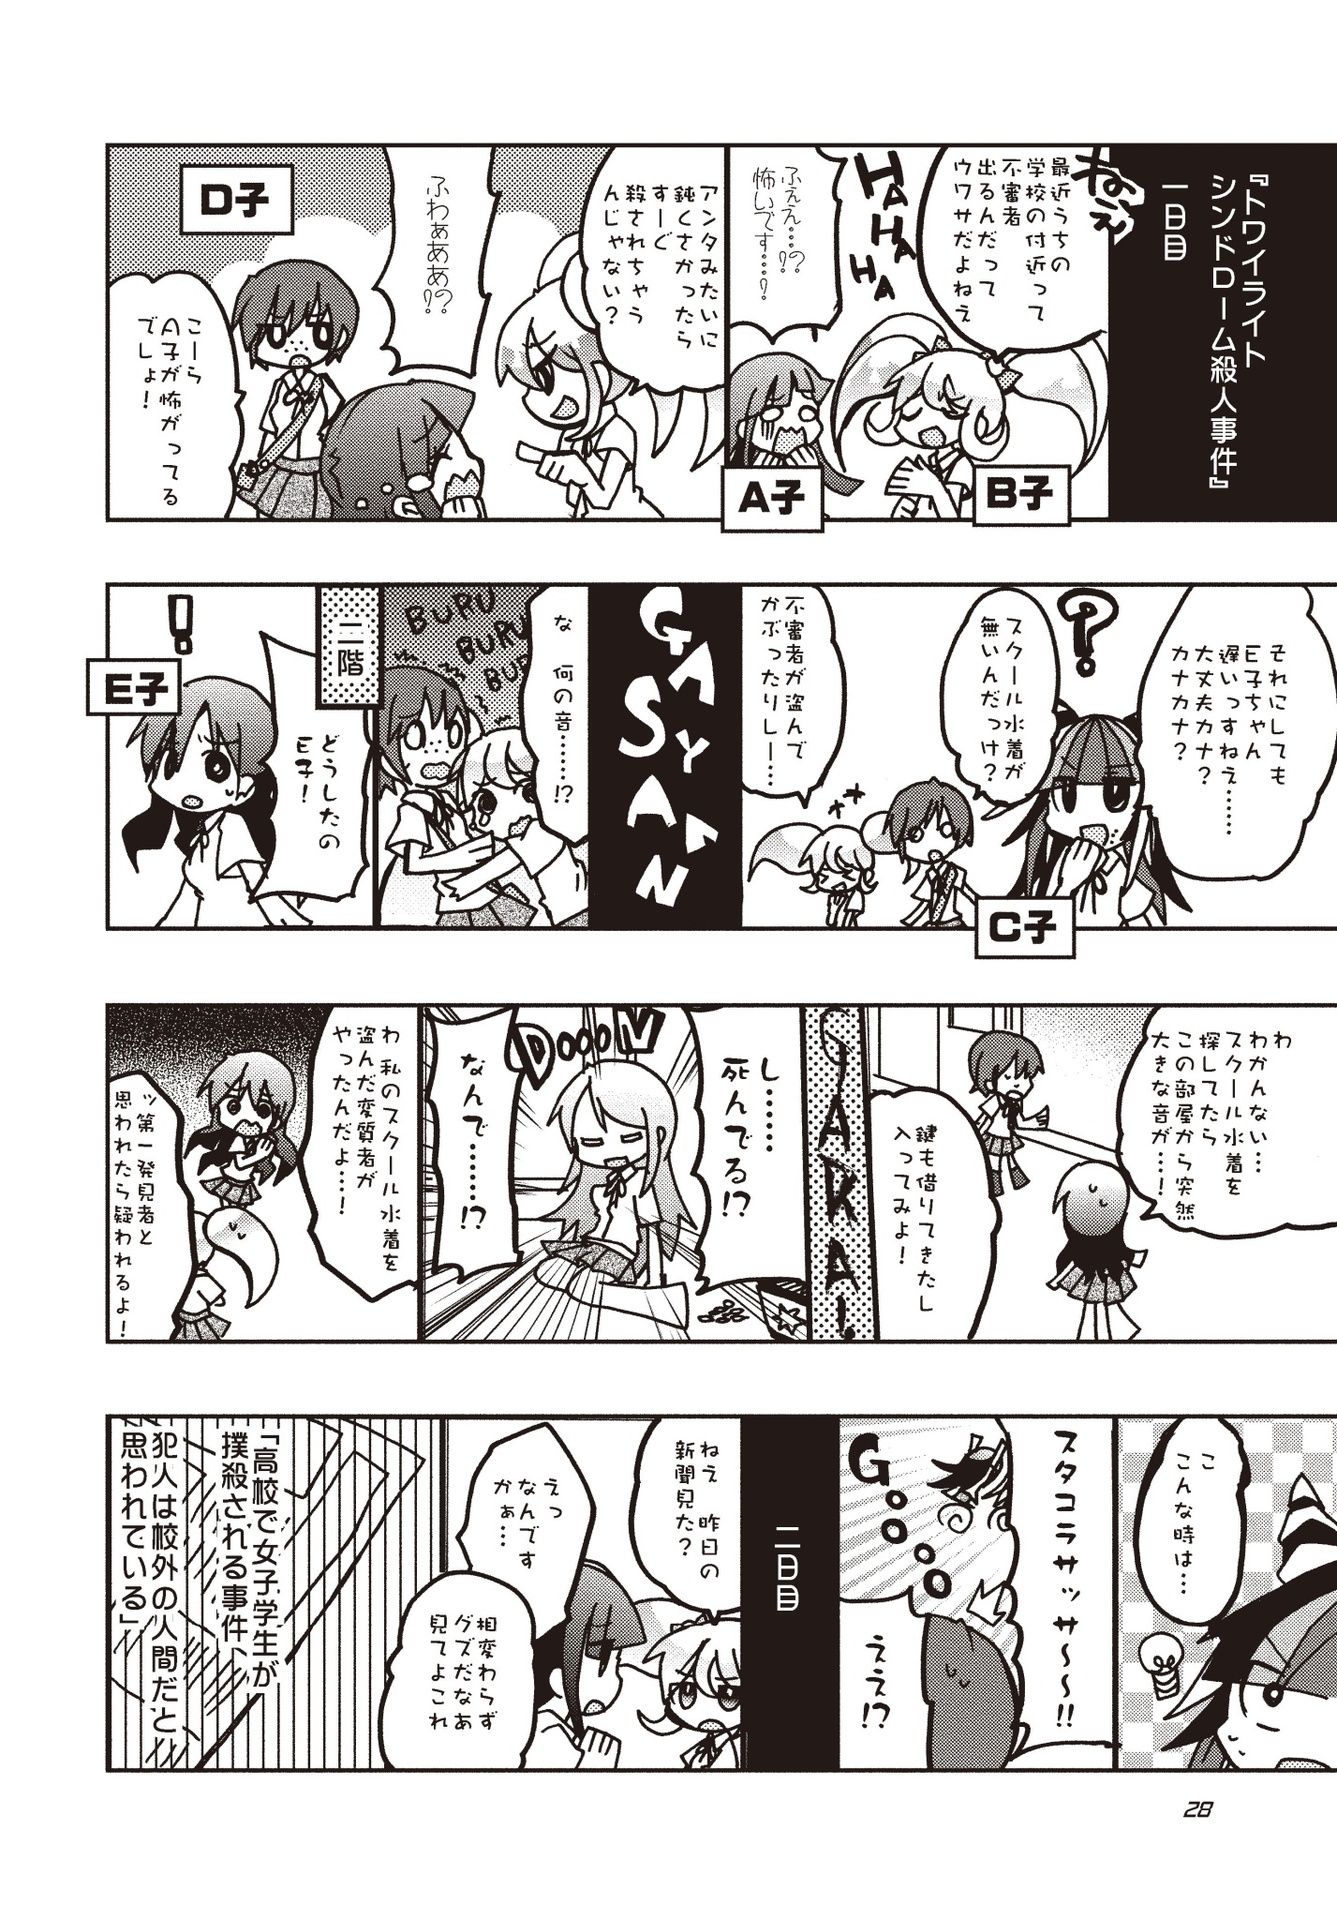 『トワイライト
シンドローム殺人事件』
一日目
ねぇ
最近うちの
学校の付近って
不審者
出るんだって
ウワサだよねえ
B子
HA
HA
HA
ふぇぇ…!?
怖いです…!
A子
アンタみたいに
鈍くさかったら
すーぐ
殺されちゃう
んじゃない?
ふわぁああ!?
D子
こーら
A子が怖がってる
でしょ!
それにしても
E子ちゃん
遅いっすねえ……
大丈夫カナ?
カナカナ?
?
C子
スクール水着が
無いんだっけ?
不審者が盗んで
かぶったりしー…
GASYAAN
な 何の音……!?
BURU
BURU
BURU
二階
どうしたの
E子!
!
E子
わ
わかんない…
スクール水着を
探してたら
この部屋から突然
大きな音が…!
鍵も借りてきたし
入ってみよ!
GARA!
し……
死んでる!?
DOOON
なんで……!?
わ 私のスクール水着を
盗んだ変質者が
やったんだよ…!
ッ第一発見者と
思われたら疑われるよ!
こ
こんな時は…
スタコラサッサ〜〜!!
GOOOO
ええ!?
二日目
ねえ 昨日の
新聞見た?
えっ
なんです
かぁ…
相変わらず
グズだなあ
見てよこれ
「高校で女子学生が
撲殺される事件、
犯人は校外の人間だと
思われている」
28